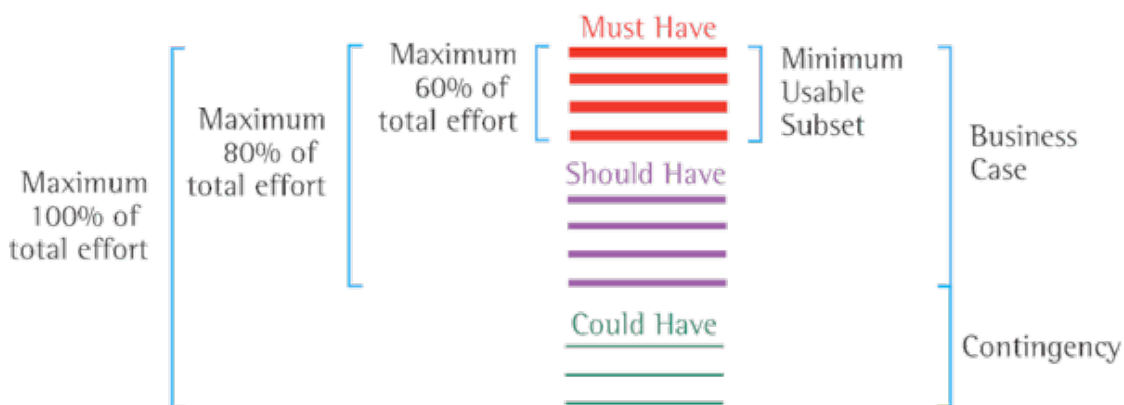 Must Have
Maximum
60% of
total effort
Minimum
Usable
Subset
Maximum
80% of
total effort
Business
Case
Should Have
Maximum
100% of
total effort
Could Have
Contingency